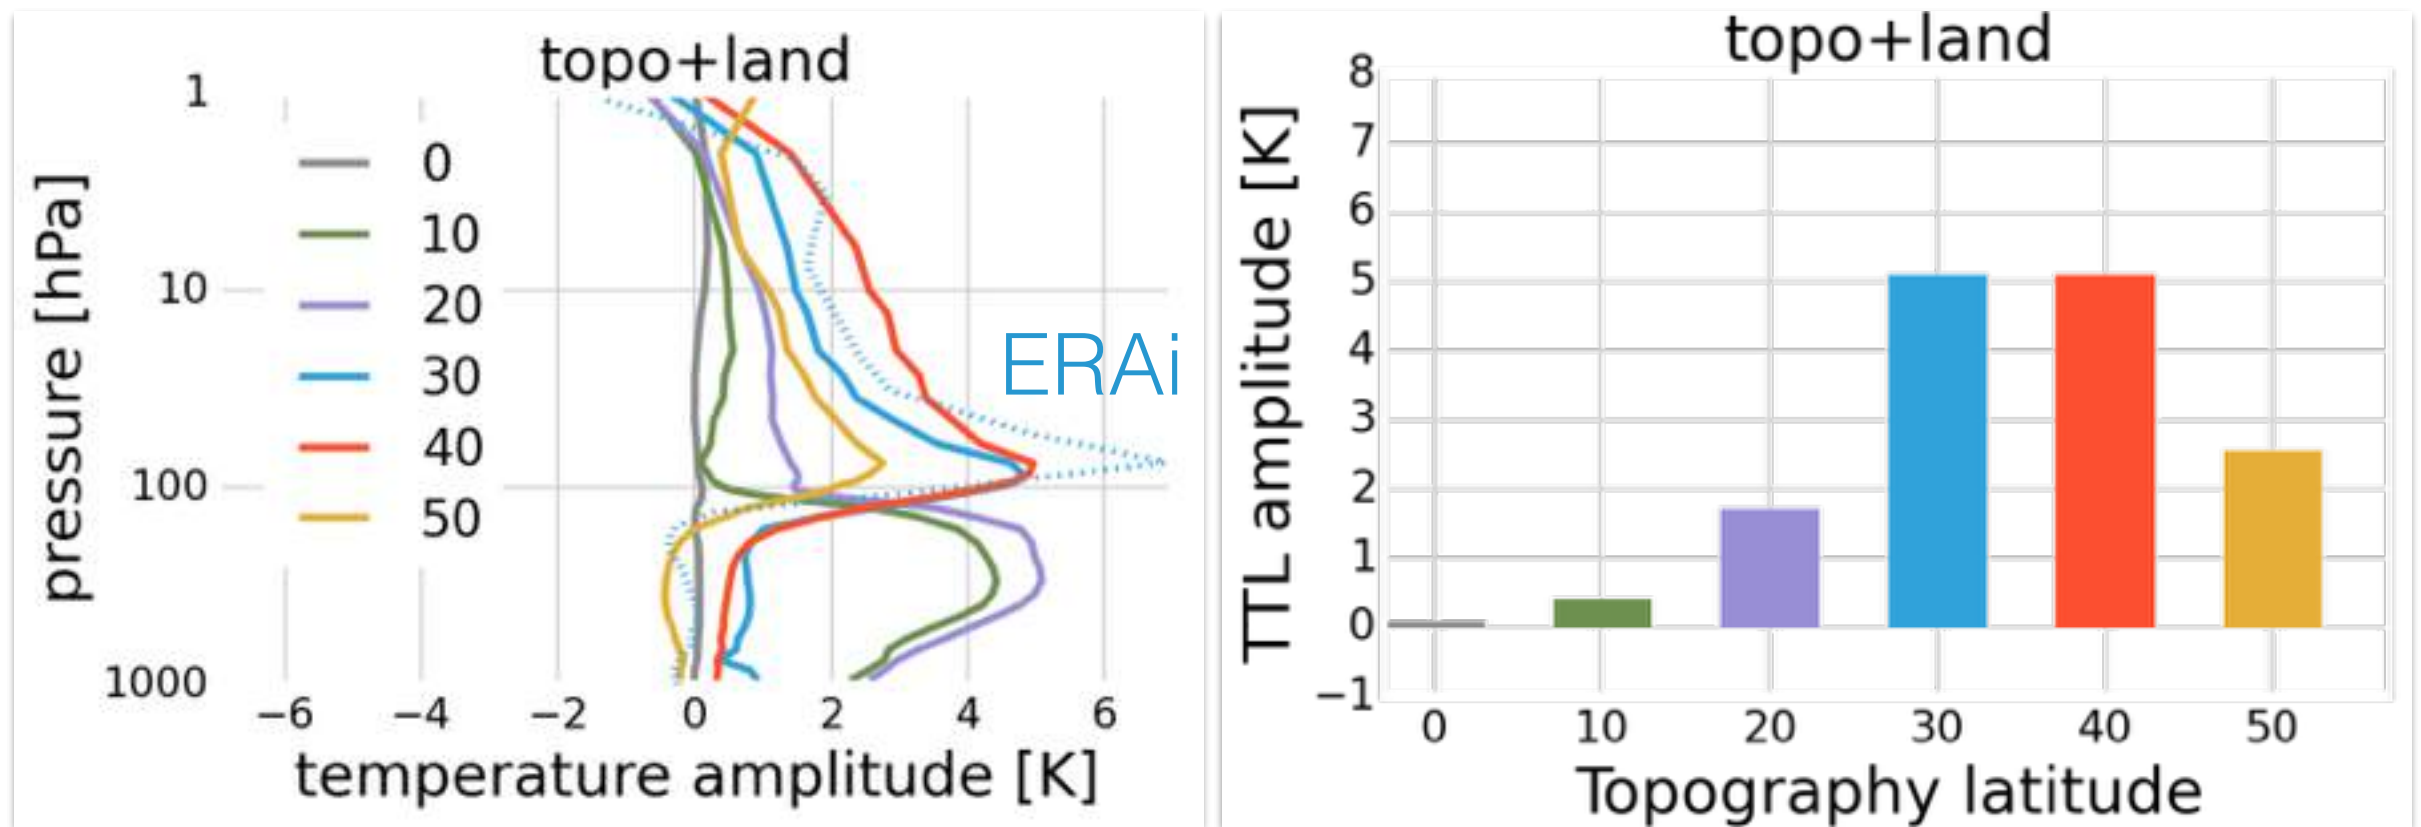 topo+land
1
10
100
1000
pressure [hPa]
0
10
20
30
40
50
ERAi
−6 −4 −2 0 2 4 6
temperature amplitude [K]
topo+land
8
7
6
5
4
3
2
1
0
−1
TTL amplitude [K]
0 10 20 30 40 50
Topography latitude